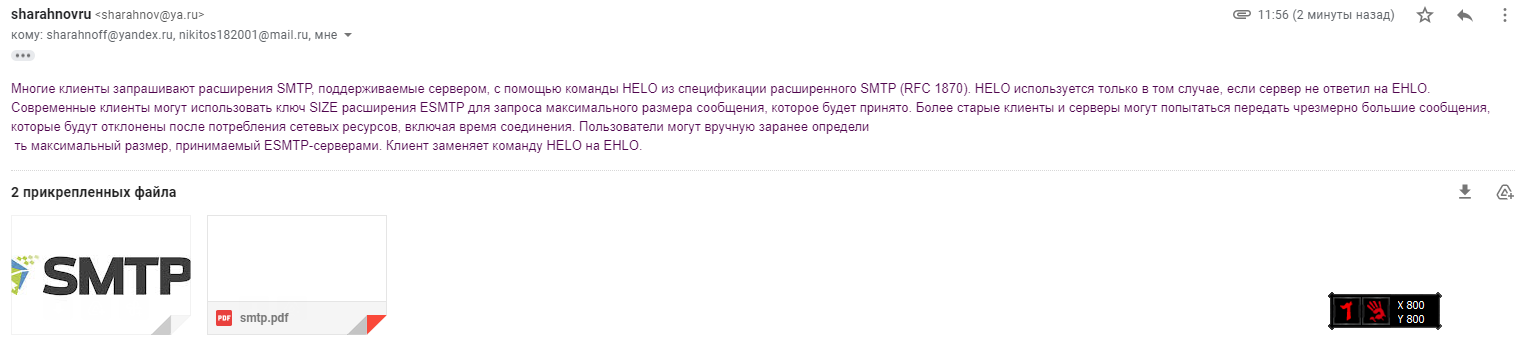 sharahnovru <sharahnov@ya.ru>
11:56 (2 минуты назад)
кому: sharahnoff@yandex.ru, nikitos182001@mail.ru, мне
Многие клиенты запрашивают расширения SMTP, поддерживаемые сервером, с помощью команды HELO из спецификации расширенного SMTP (RFC 1870). HELO используется только в том случае, если сервер не ответил на EHLO.
Современные клиенты могут использовать ключ SIZE расширения ESMTP для запроса максимального размера сообщения, которое будет принято. Более старые клиенты и серверы могут попытаться передать чрезмерно большие сообщения,
которые будут отклонены после потребления сетевых ресурсов, включая время соединения. Пользователи могут вручную заранее определи
ть максимальный размер, принимаемый ESMTP-серверами. Клиент заменяет команду HELO на EHLO.
2 прикрепленных файла
SMTP
PDF smtp.pdf
X 800
Y 800